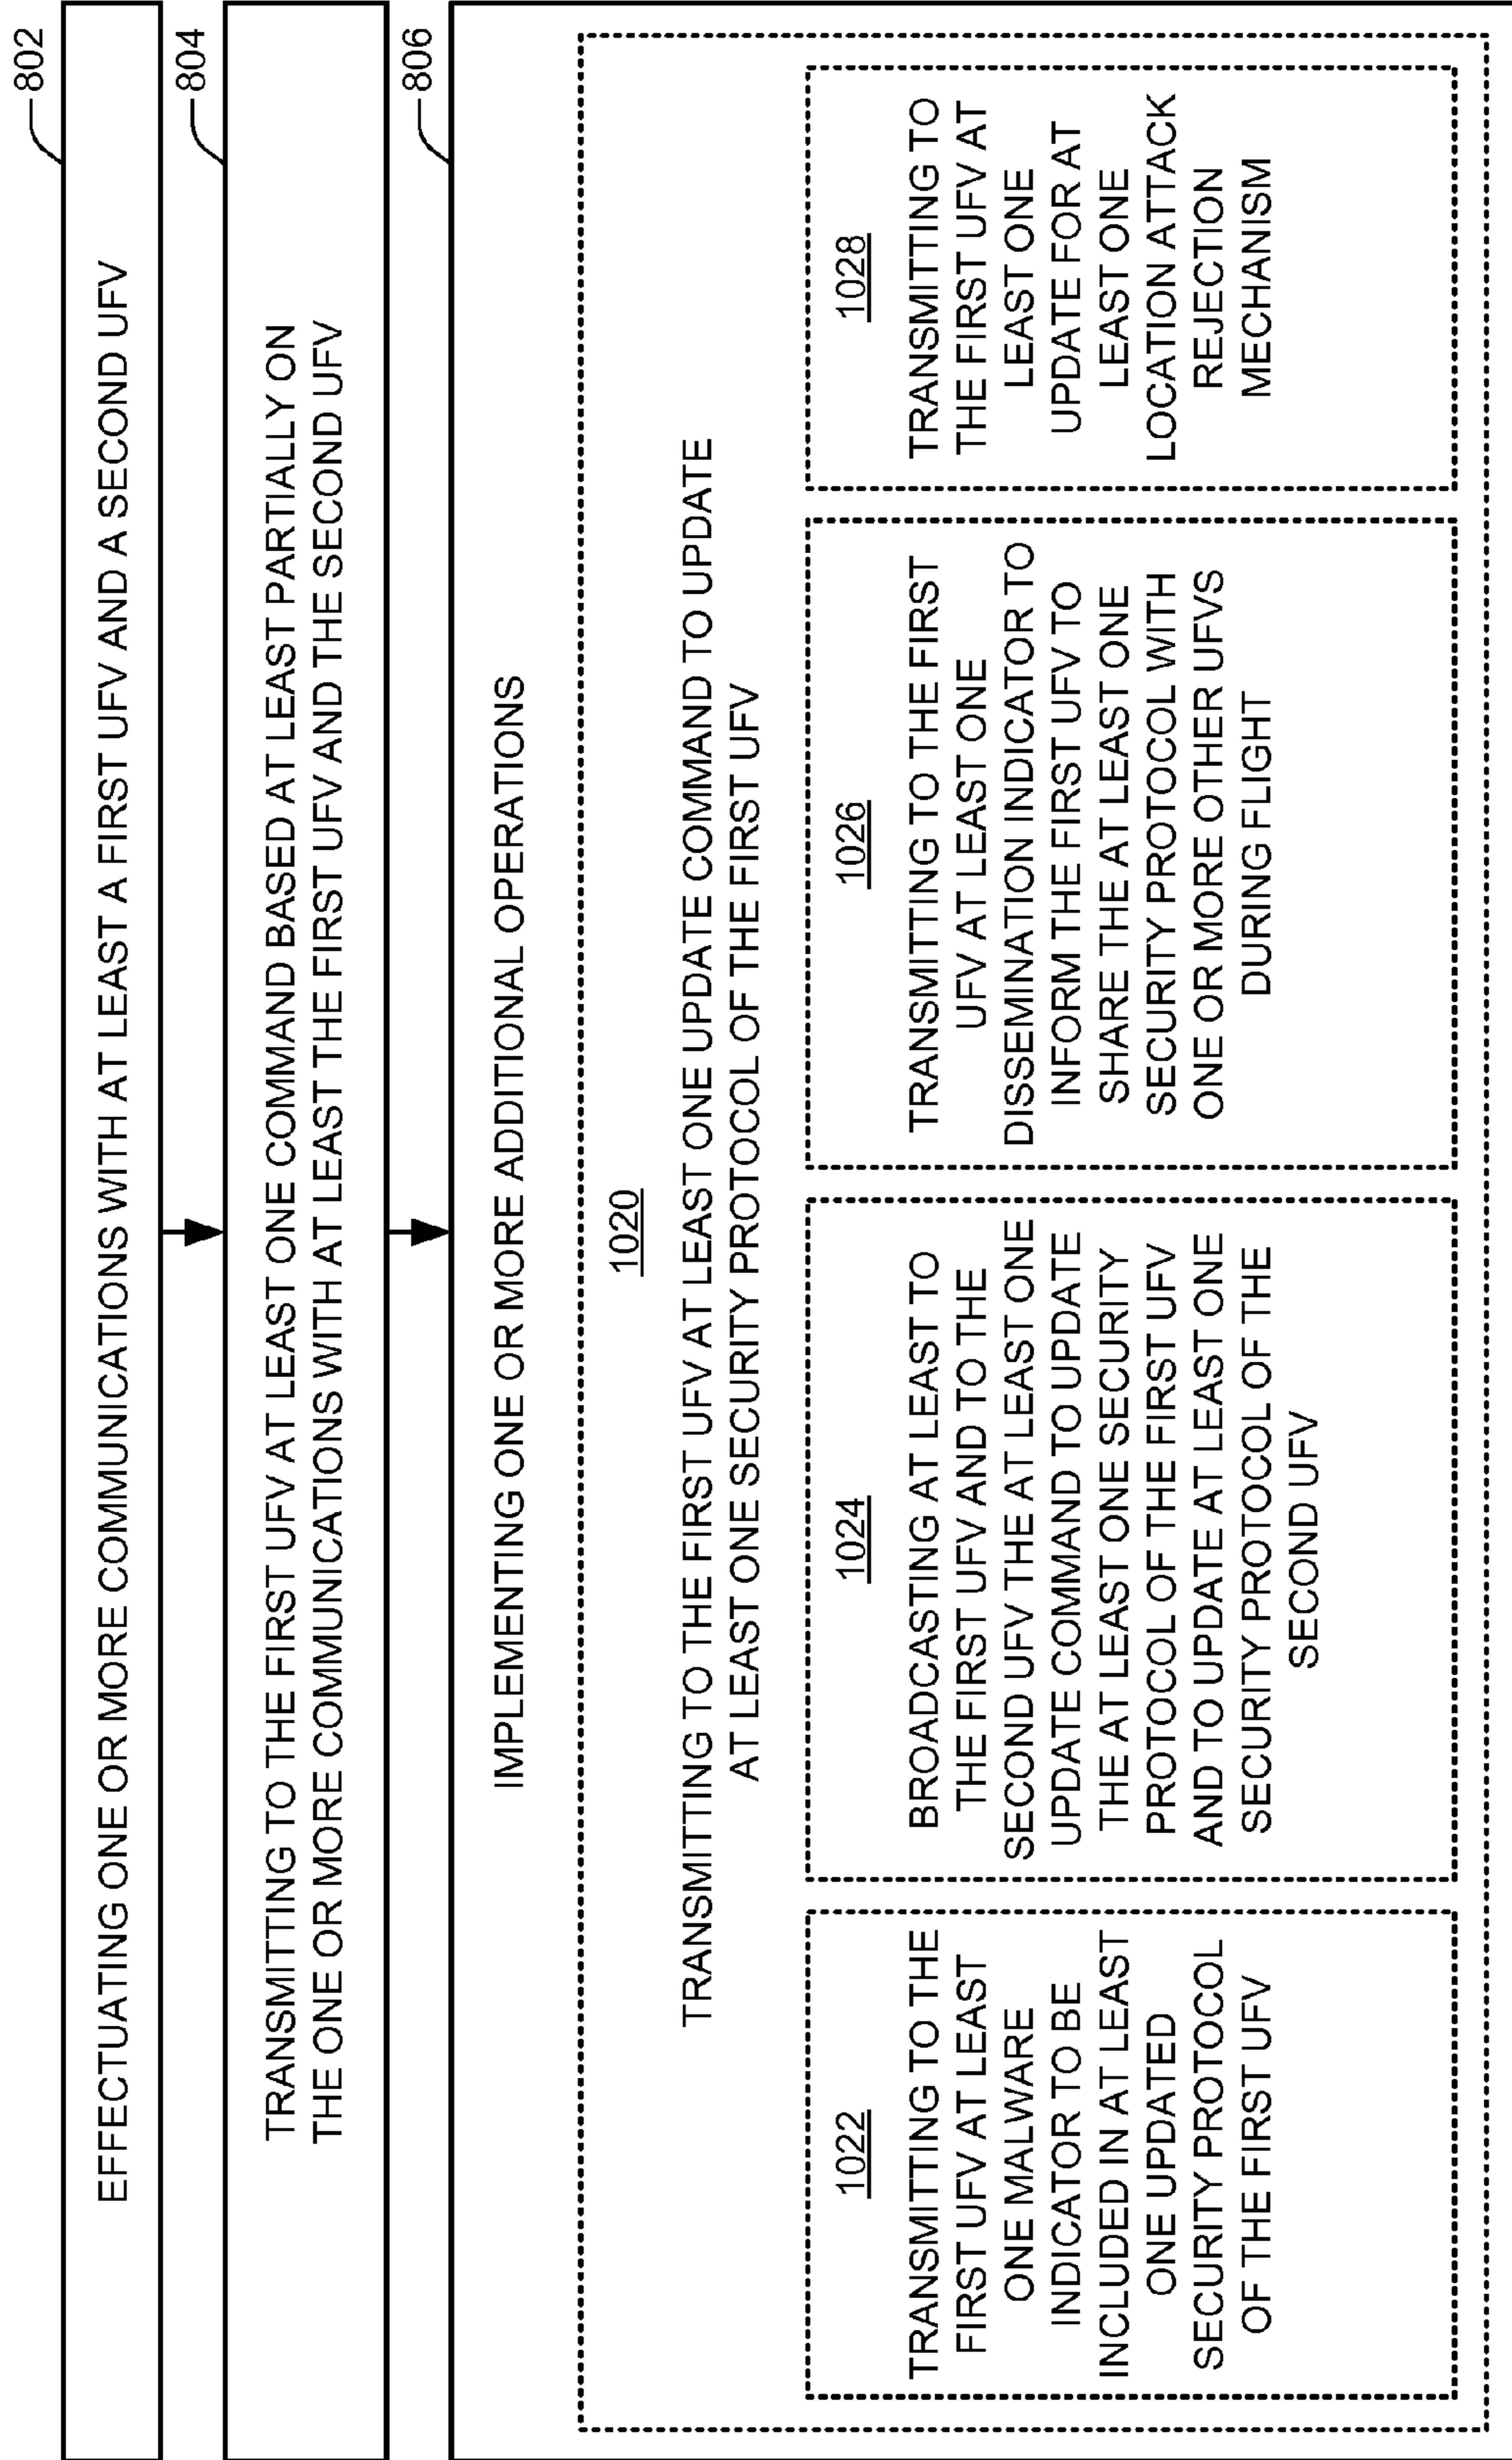 802
EFFECTUATING ONE OR MORE COMMUNICATIONS WITH AT LEAST A FIRST UFV AND A SECOND UFV
804
TRANSMITTING TO THE FIRST UFV AT LEAST ONE COMMAND BASED AT LEAST PARTIALLY ON
THE ONE OR MORE COMMUNICATIONS WITH AT LEAST THE FIRST UFV AND THE SECOND UFV
806
IMPLEMENTING ONE OR MORE ADDITIONAL OPERATIONS
1020
TRANSMITTING TO THE FIRST UFV AT LEAST ONE UPDATE COMMAND TO UPDATE
AT LEAST ONE SECURITY PROTOCOL OF THE FIRST UFV
1022
TRANSMITTING TO THE
FIRST UFV AT LEAST
ONE MALWARE
INDICATOR TO BE
INCLUDED IN AT LEAST
ONE UPDATED
SECURITY PROTOCOL
OF THE FIRST UFV
1024
BROADCASTING AT LEAST TO
THE FIRST UFV AND TO THE
SECOND UFV THE AT LEAST ONE
UPDATE COMMAND TO UPDATE
THE AT LEAST ONE SECURITY
PROTOCOL OF THE FIRST UFV
AND TO UPDATE AT LEAST ONE
SECURITY PROTOCOL OF THE
SECOND UFV
1026
TRANSMITTING TO THE FIRST
UFV AT LEAST ONE
DISSEMINATION INDICATOR TO
INFORM THE FIRST UFV TO
SHARE THE AT LEAST ONE
SECURITY PROTOCOL WITH
ONE OR MORE OTHER UFVS
DURING FLIGHT
1028
TRANSMITTING TO
THE FIRST UFV AT
LEAST ONE
UPDATE FOR AT
LEAST ONE
LOCATION ATTACK
REJECTION
MECHANISM